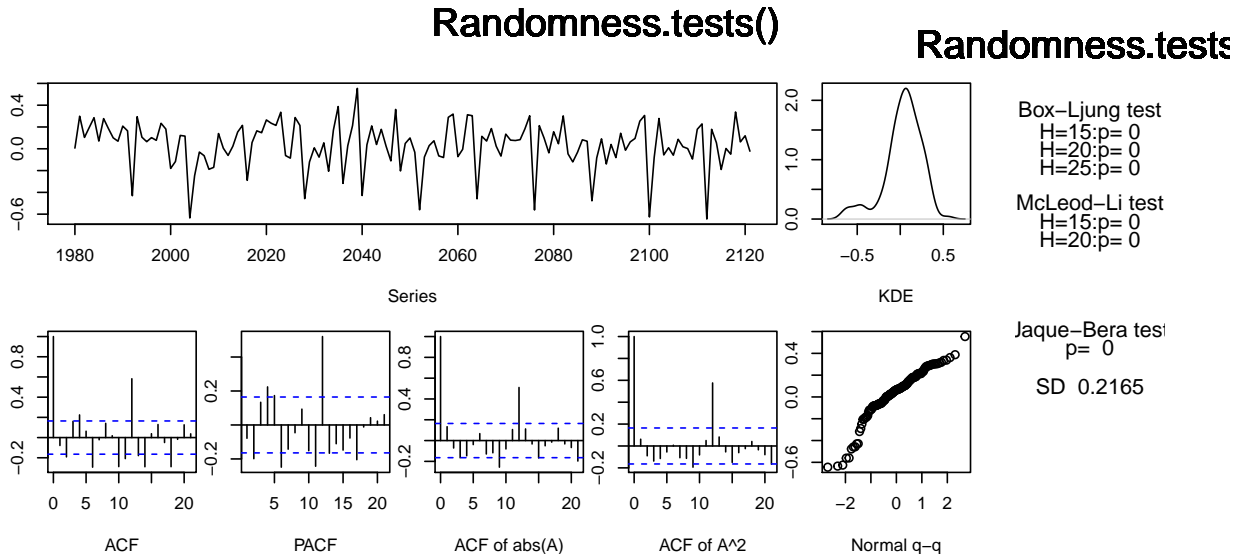 Randomness.tests()
Randomness.tests
0.4
0.0
−0.6
1980 2000 2020 2040 2060 2080 2100 2120
Series
2.0
1.0
0.0
−0.5 0.5
KDE
Box−Ljung test
H=15:p= 0
H=20:p= 0
H=25:p= 0
McLeod−Li test
H=15:p= 0
H=20:p= 0
Jaque−Bera test
p= 0
SD 0.2165
0.8
0.4
−0.2
0 5 10 20
ACF
0.2
−0.2
5 10 15 20
PACF
0.8
0.4
−0.2
0 5 10 20
ACF of abs(A)
1.0
0.6
0.2
−0.2
0 5 10 20
ACF of A^2
0.4
0.0
−0.6
−2 0 1 2
Normal q−q